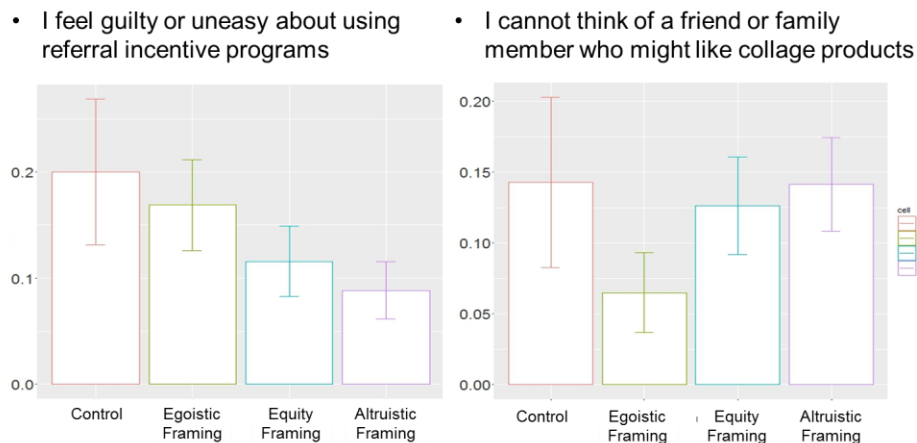 • I feel guilty or uneasy about using
referral incentive programs
0.2
0.1
0.0
Control
Egoistic
Framing
Equity
Framing
Altruistic
Framing
• I cannot think of a friend or family
member who might like collage products
0.20
0.15
0.10
0.05
0.00
Control
Egoistic
Framing
Equity
Framing
Altruistic
Framing
cell